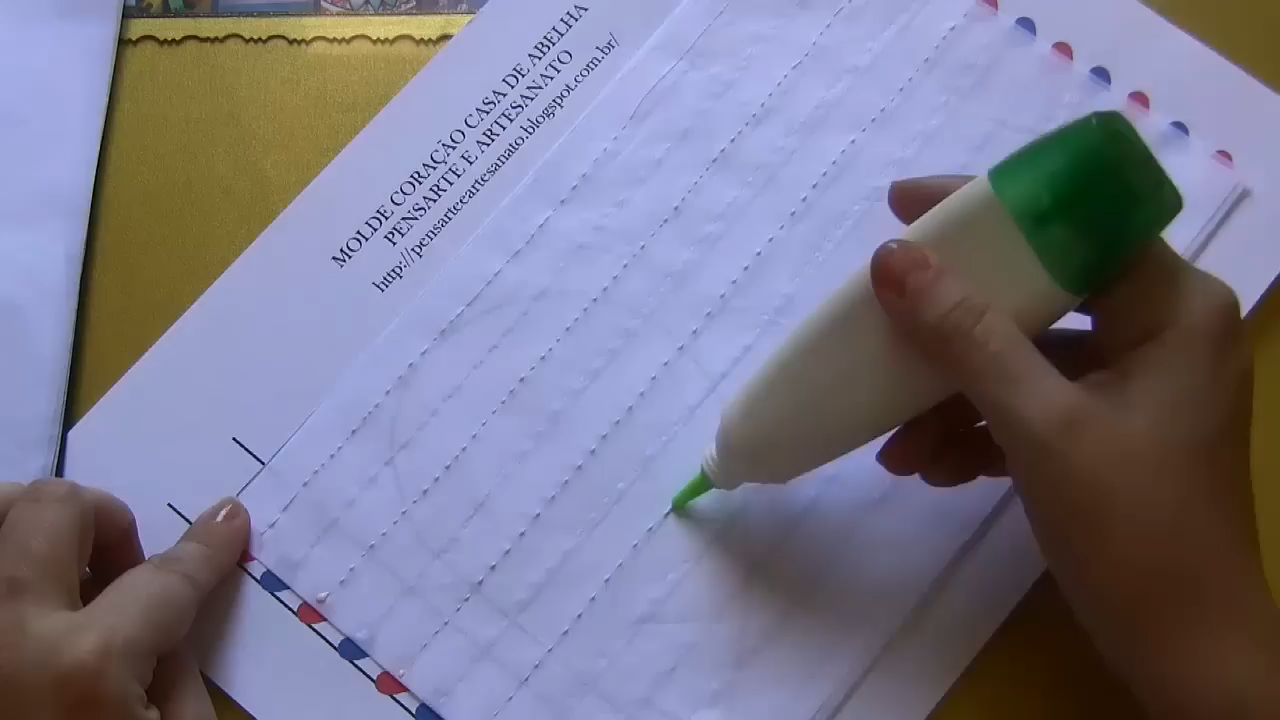 MOLDE CORAÇÃO CASA DE ABELHA
PENSARTE E ARTESANATO
http://pensarteeartesanato.blogspot.com.br/